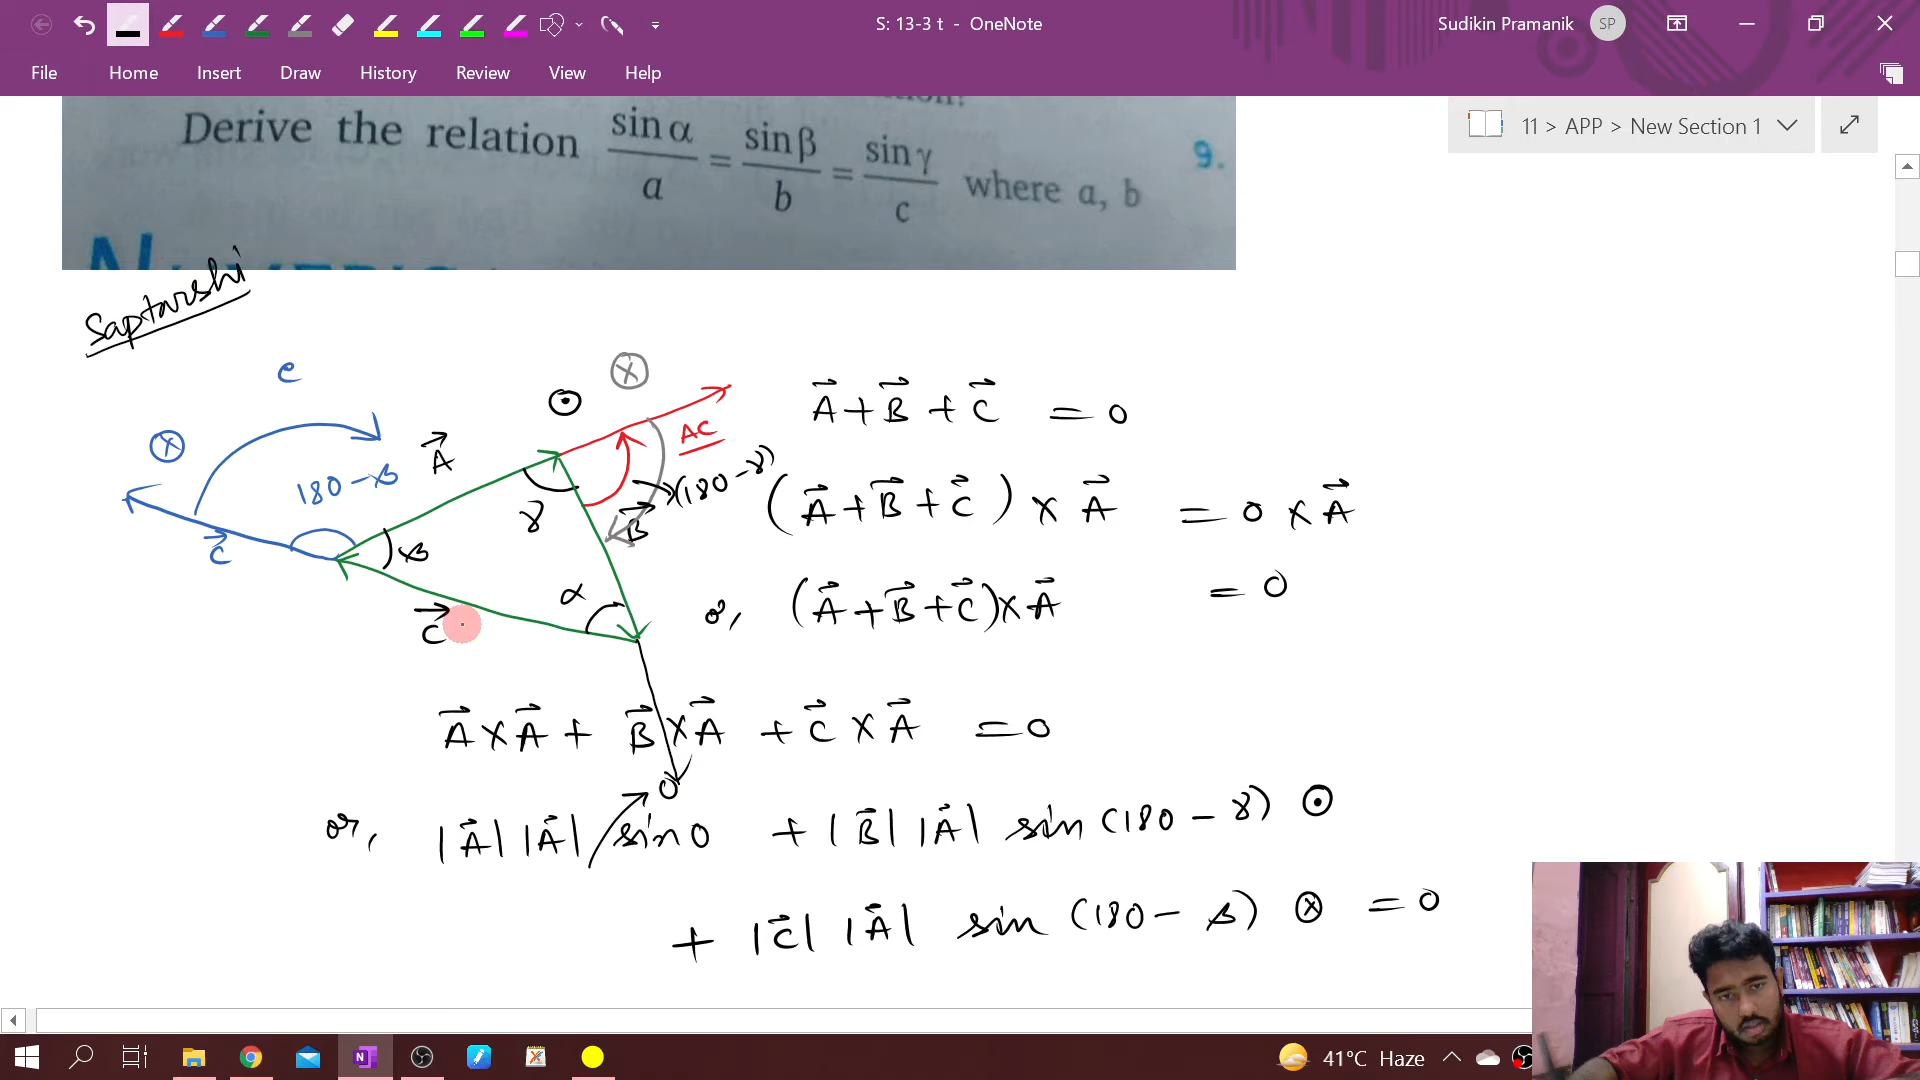 S: 13-3 t - OneNote
Sudikin Pramanik SP
File Home Insert Draw History Review View Help
11 > APP > New Section 1
Derive the relation sin α / a = sin β / b = sin γ / c where a, b
9.
Saptarshi
e
180 - β
A⃗
C⃗
AC
(180 - γ)
γ
B⃗
β
α
C⃗
A⃗ + B⃗ + C⃗ = 0
(A⃗ + B⃗ + C⃗) × A⃗ = 0 × A⃗
or, (A⃗ + B⃗ + C⃗) × A⃗ = 0
A⃗ × A⃗ + B⃗ × A⃗ + C⃗ × A⃗ = 0
0
or, |A⃗| |A⃗| sin 0 + |B⃗| |A⃗| sin (180 - γ) ⊙
+ |C⃗| |A⃗| sin (180 - β) ⊗ = 0
41°C Haze